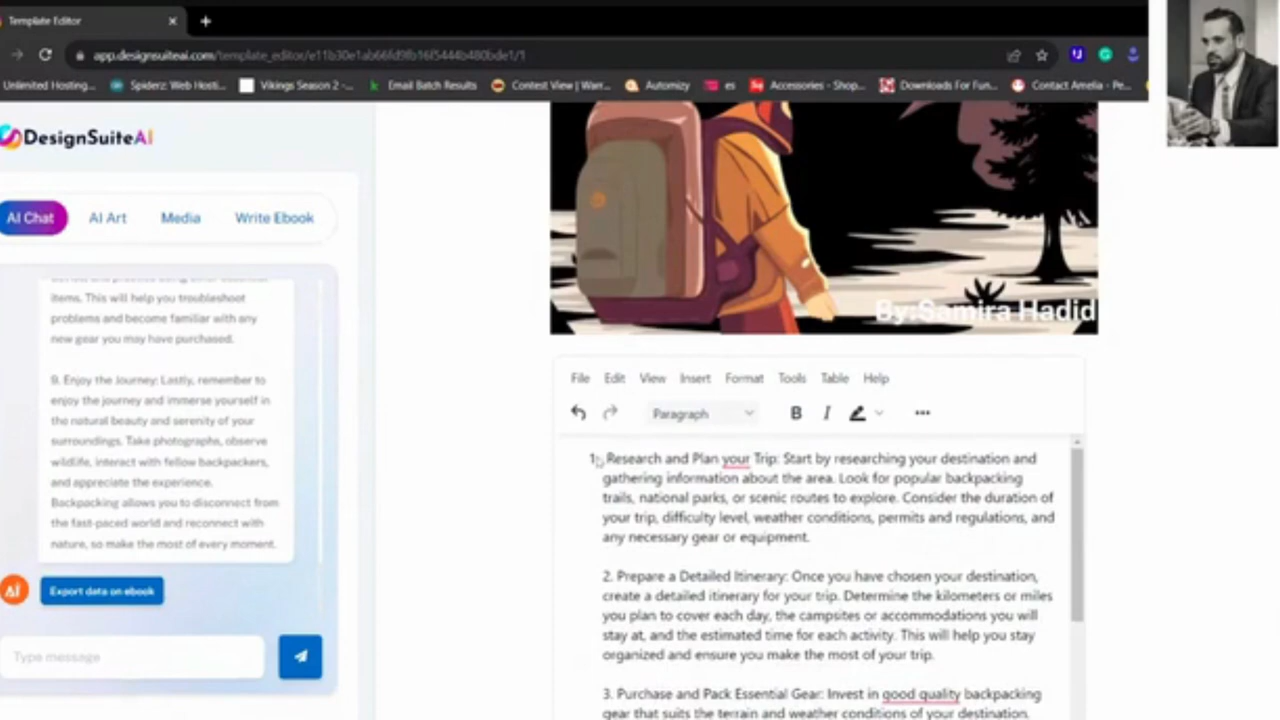 Template Editor
app.designsuiteai.com/template_editor/e11b30e1ab66fd9fb16f5444b480bde1/1
Unlimited Hosting...
Spiderz Web Hosti...
Vikings Season 2 -...
Email Batch Results
Contest View | Warr...
Automizy
es
Accessories - Shop...
Downloads For Fun...
Contact Amelia - Pe...
DesignSuiteAI
AI Chat
AI Art
Media
Write Ebook
items. This will help you troubleshoot
problems and become familiar with any
new gear you may have purchased.
9. Enjoy the Journey: Lastly, remember to
enjoy the journey and immerse yourself in
the natural beauty and serenity of your
surroundings. Take photographs, observe
wildlife, interact with fellow backpackers,
and appreciate the experience.
Backpacking allows you to disconnect from
the fast-paced world and reconnect with
nature, so make the most of every moment.
AI
Export data on ebook
Type message
By:Samira Hadid
File Edit View Insert Format Tools Table Help
Paragraph
B I
1. Research and Plan your Trip: Start by researching your destination and
gathering information about the area. Look for popular backpacking
trails, national parks, or scenic routes to explore. Consider the duration of
your trip, difficulty level, weather conditions, permits and regulations, and
any necessary gear or equipment.
2. Prepare a Detailed Itinerary: Once you have chosen your destination,
create a detailed itinerary for your trip. Determine the kilometers or miles
you plan to cover each day, the campsites or accommodations you will
stay at, and the estimated time for each activity. This will help you stay
organized and ensure you make the most of your trip.
3. Purchase and Pack Essential Gear: Invest in good quality backpacking
gear that suits the terrain and weather conditions of your destination.